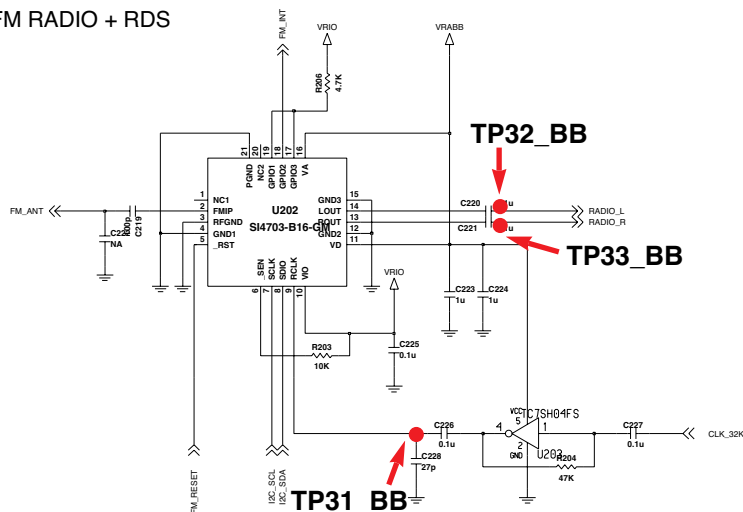 FM RADIO + RDS
FM_INT
VRIO
VRABB
R206
4.7K
TP32_BB
21
20
19
18
17
16
PGND
NC2
GPIO1
GPIO2
GPIO3
VA
1
NC1
2
FMIP
3
RFGND
4
GND1
5
_RST
U202
SI4703-B16-GM
GND3
15
LOUT
14
ROUT
13
GND2
12
VD
11
_SEN
SCLK
SDIO
RCLK
VIO
6
7
8
9
10
FM_ANT
C219
NA
C220
C221
RADIO_L
RADIO_R
TP33_BB
VRIO
C223
1u
C224
1u
R203
10K
C225
0.1u
VCC
TC7SH04FS
5
C226
0.1u
4
1
C227
0.1u
CLK_32K
2
GND
U203
R204
47K
C228
27p
FM_RESET
I2C_SCL
I2C_SDA
TP31_BB